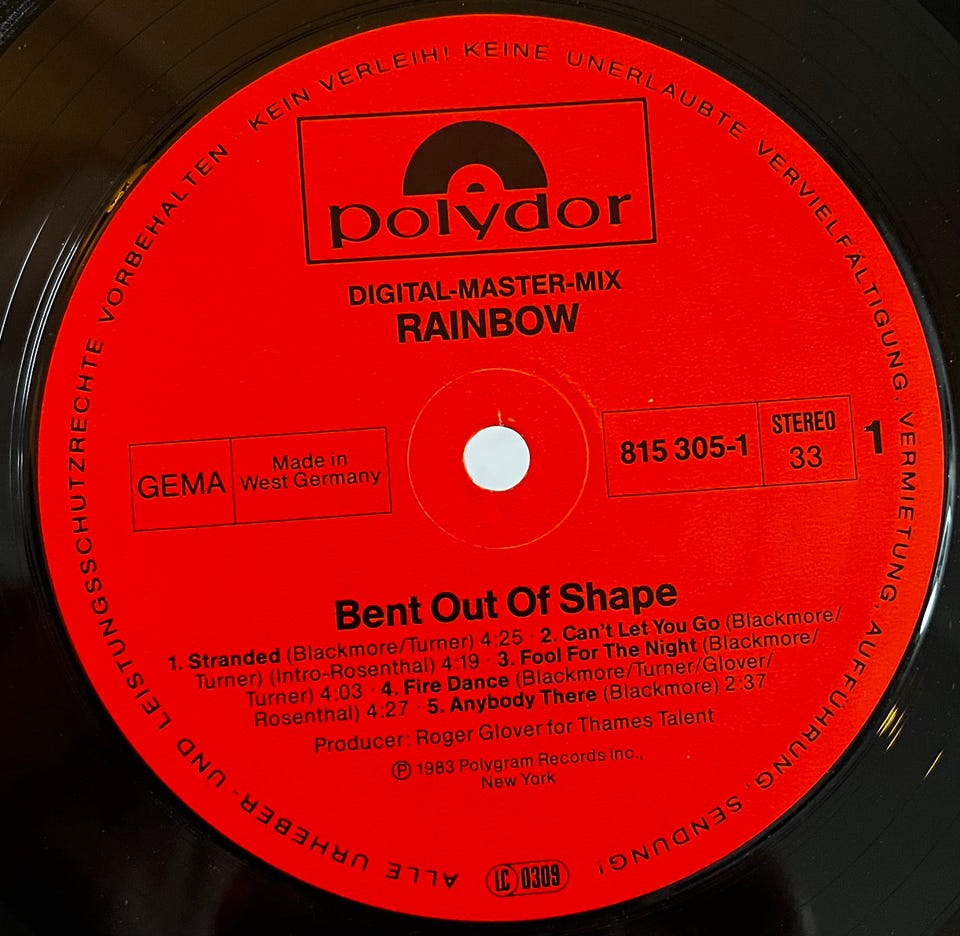 ALLE URHEBER- UND LEISTUNGSSCHUTZRECHTE VORBEHALTEN KEIN VERLEIH! KEINE UNERLAUBTE VERVIELFÄLTIGUNG, VERMIETUNG, AUFFÜHRUNG, SENDUNG!
polydor
DIGITAL-MASTER-MIX
RAINBOW
GEMA
Made in
West Germany
815 305-1
STEREO
33
1
Bent Out Of Shape
1. Stranded (Blackmore/Turner) 4:25 · 2. Can't Let You Go (Blackmore/
Turner) (Intro-Rosenthal) 4:19 · 3. Fool For The Night (Blackmore/
Turner) 4:03 · 4. Fire Dance (Blackmore/Turner/Glover/
Rosenthal) 4:27 · 5. Anybody There (Blackmore) 2:37
Producer: Roger Glover for Thames Talent
Ⓟ 1983 Polygram Records Inc.,
New York
LC 0309